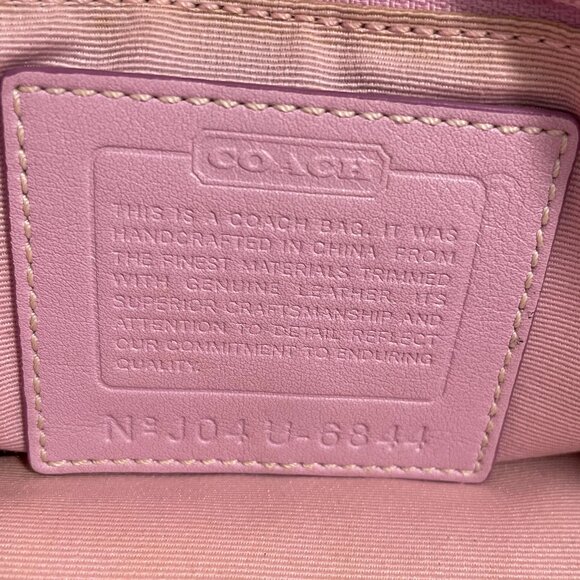 COACH
THIS IS A COACH BAG. IT WAS
HANDCRAFTED IN CHINA FROM
THE FINEST MATERIALS, TRIMMED
WITH GENUINE LEATHER. ITS
SUPERIOR CRAFTSMANSHIP AND
ATTENTION TO DETAIL REFLECT
OUR COMMITMENT TO ENDURING
QUALITY.
Nº J04U-6844